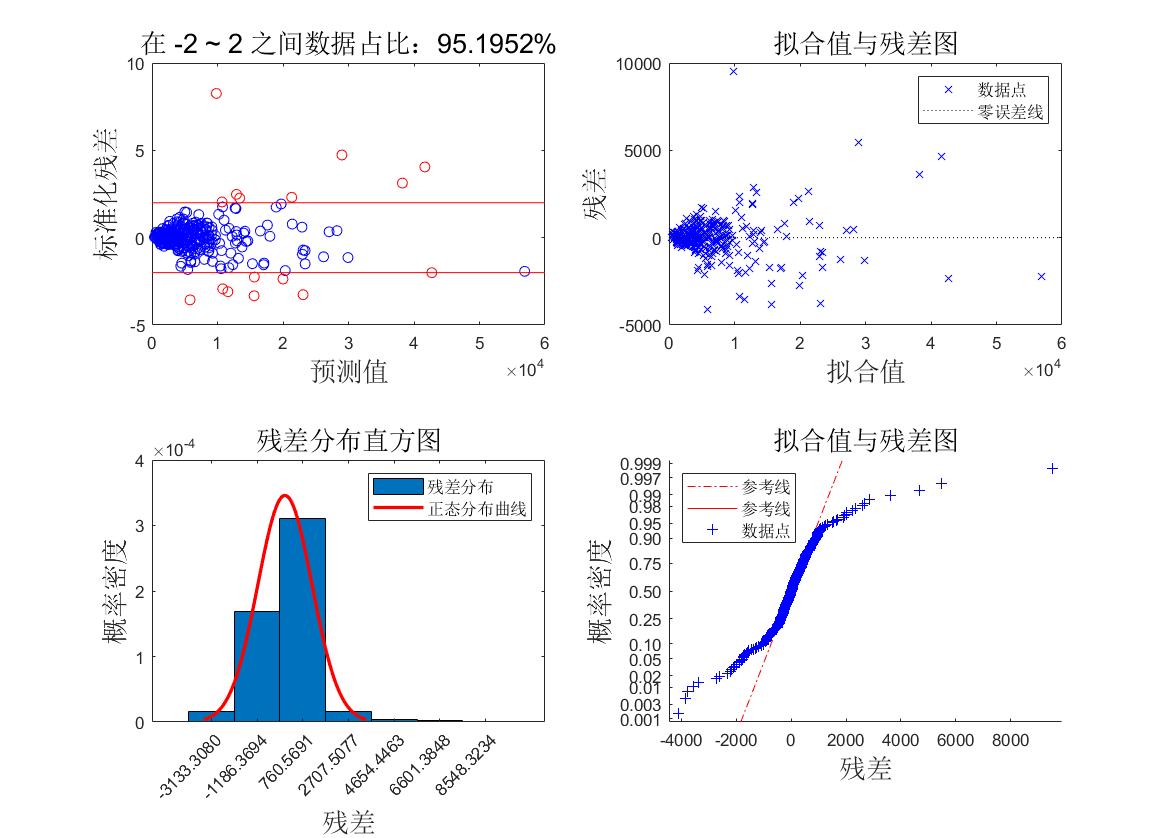 在 -2 ~ 2 之间数据占比：95.1952%
10
5
0
-5
标准化残差
0 1 2 3 4 5 6
×10^4
预测值
拟合值与残差图
10000
5000
0
-5000
残差
数据点
零误差线
0 1 2 3 4 5 6
×10^4
拟合值
残差分布直方图
×10^-4
4
3
2
1
0
概率密度
残差分布
正态分布曲线
-3133.3080 -1186.3694 760.5691 2707.5077 4654.4463 6601.3848 8548.3234
残差
拟合值与残差图
0.999
0.997
0.99
0.98
0.95
0.90
0.75
0.50
0.25
0.10
0.05
0.02
0.01
0.003
0.001
概率密度
参考线
参考线
数据点
-4000 -2000 0 2000 4000 6000 8000
残差